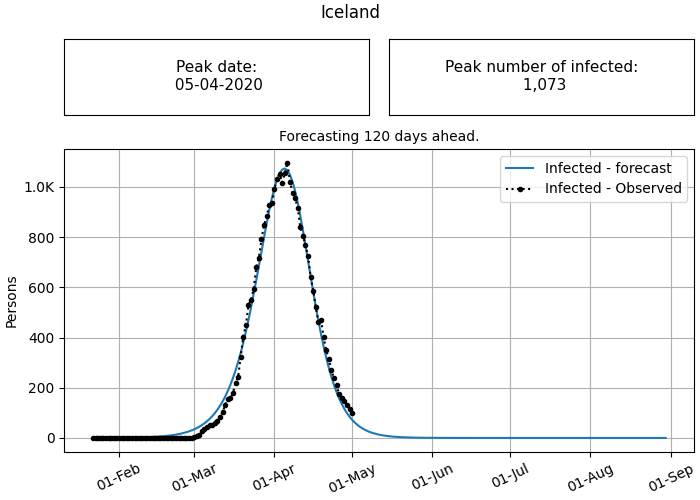 Iceland
Peak date:
05-04-2020
Peak number of infected:
1,073
Forecasting 120 days ahead.
Infected - forecast
Infected - Observed
Persons
1.0K
800
600
400
200
0
01-Feb
01-Mar
01-Apr
01-May
01-Jun
01-Jul
01-Aug
01-Sep